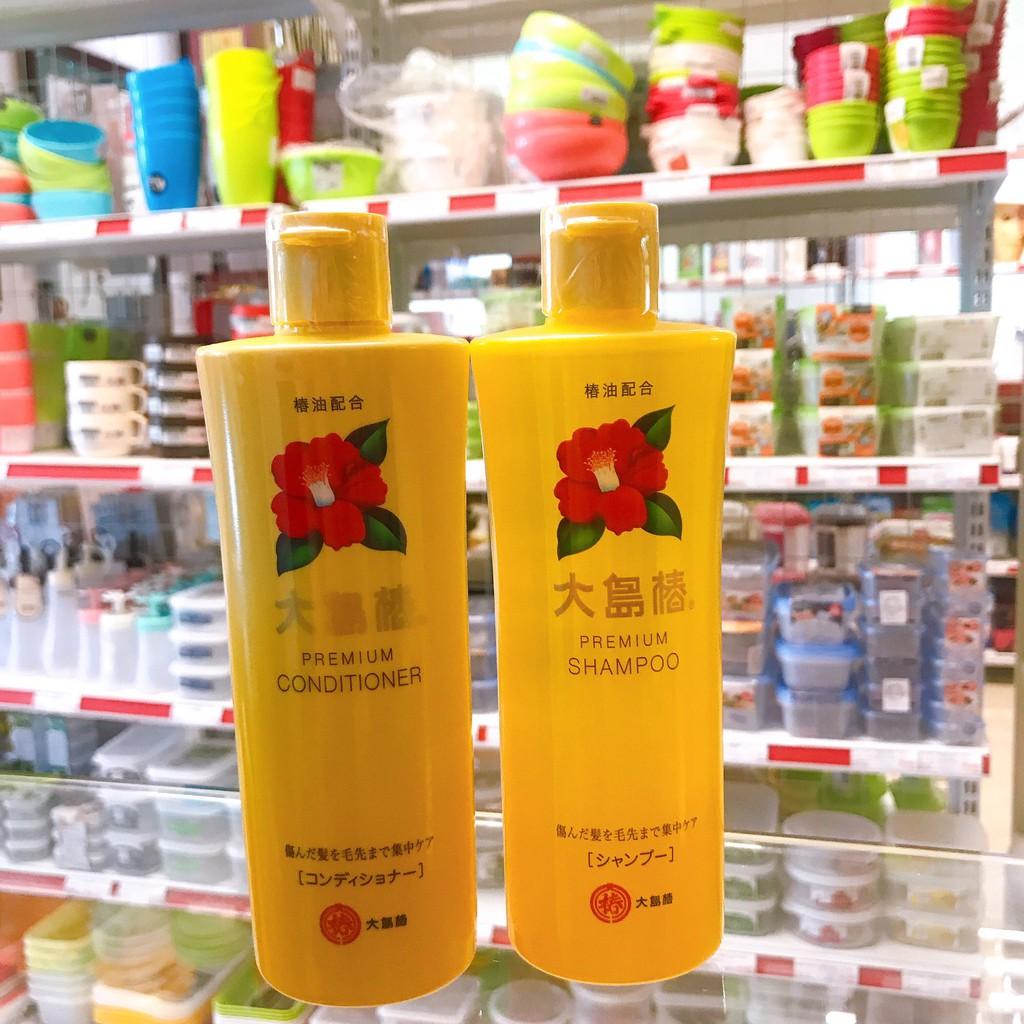 椿油配合
大島椿®
PREMIUM
CONDITIONER
傷んだ髪を毛先まで集中ケア
[コンディショナー]
大島椿
椿油配合
大島椿®
PREMIUM
SHAMPOO
傷んだ髪を毛先まで集中ケア
[シャンプー]
大島椿